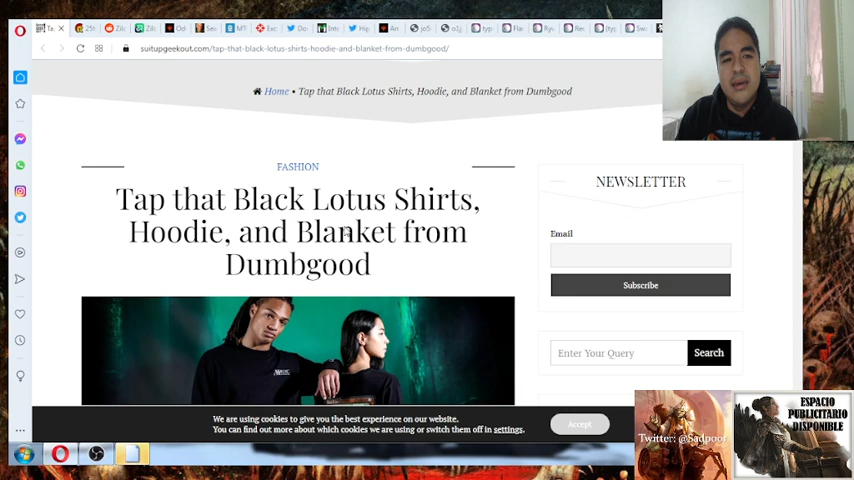 suitupgeekout.com/tap-that-black-lotus-shirts-hoodie-and-blanket-from-dumbgood/
Home • Tap that Black Lotus Shirts, Hoodie, and Blanket from Dumbgood
FASHION
Tap that Black Lotus Shirts,
Hoodie, and Blanket from
Dumbgood
NEWSLETTER
Email
Subscribe
Enter Your Query
Search
We are using cookies to give you the best experience on our website.
You can find out more about which cookies we are using or switch them off in settings.
Accept
Twitter: @Sadpoor
ESPACIO
PUBLICITARIO
DISPONIBLE